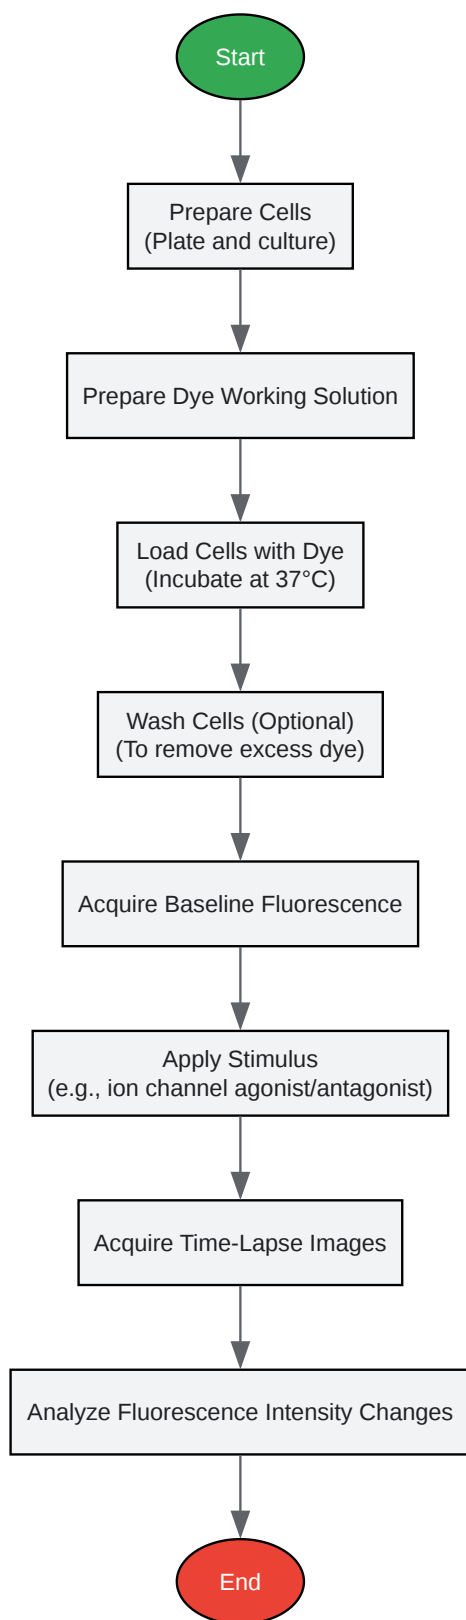 Start
Prepare Cells
(Plate and culture)
Prepare Dye Working Solution
Load Cells with Dye
(Incubate at 37°C)
Wash Cells (Optional)
(To remove excess dye)
Acquire Baseline Fluorescence
Apply Stimulus
(e.g., ion channel agonist/antagonist)
Acquire Time-Lapse Images
Analyze Fluorescence Intensity Changes
End